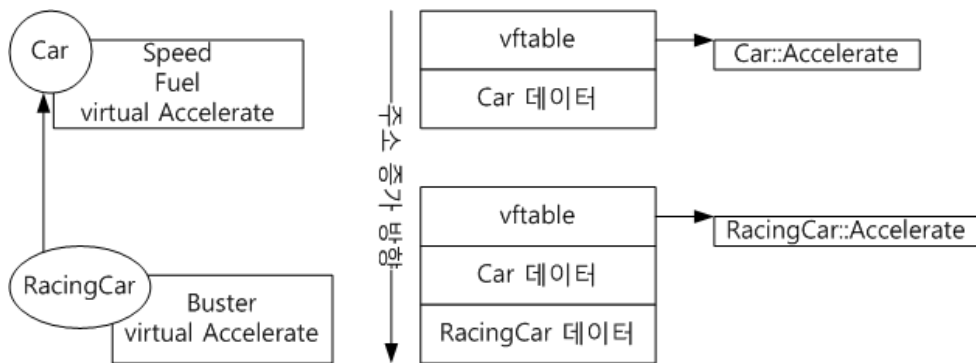 Car
Speed
Fuel
virtual Accelerate
RacingCar
Buster
virtual Accelerate
주소 증가 방향
vftable
Car::Accelerate
Car 데이터
vftable
RacingCar::Accelerate
Car 데이터
RacingCar 데이터